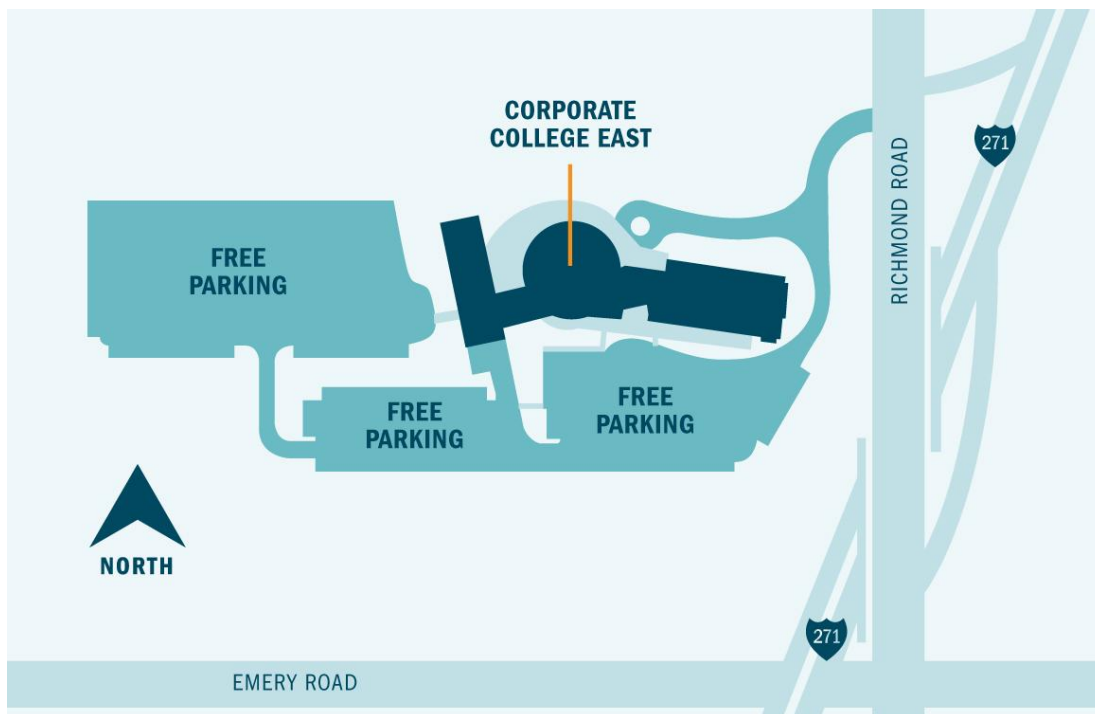 CORPORATE
COLLEGE EAST
271
RICHMOND ROAD
FREE
PARKING
FREE
PARKING
FREE
PARKING
NORTH
271
EMERY ROAD